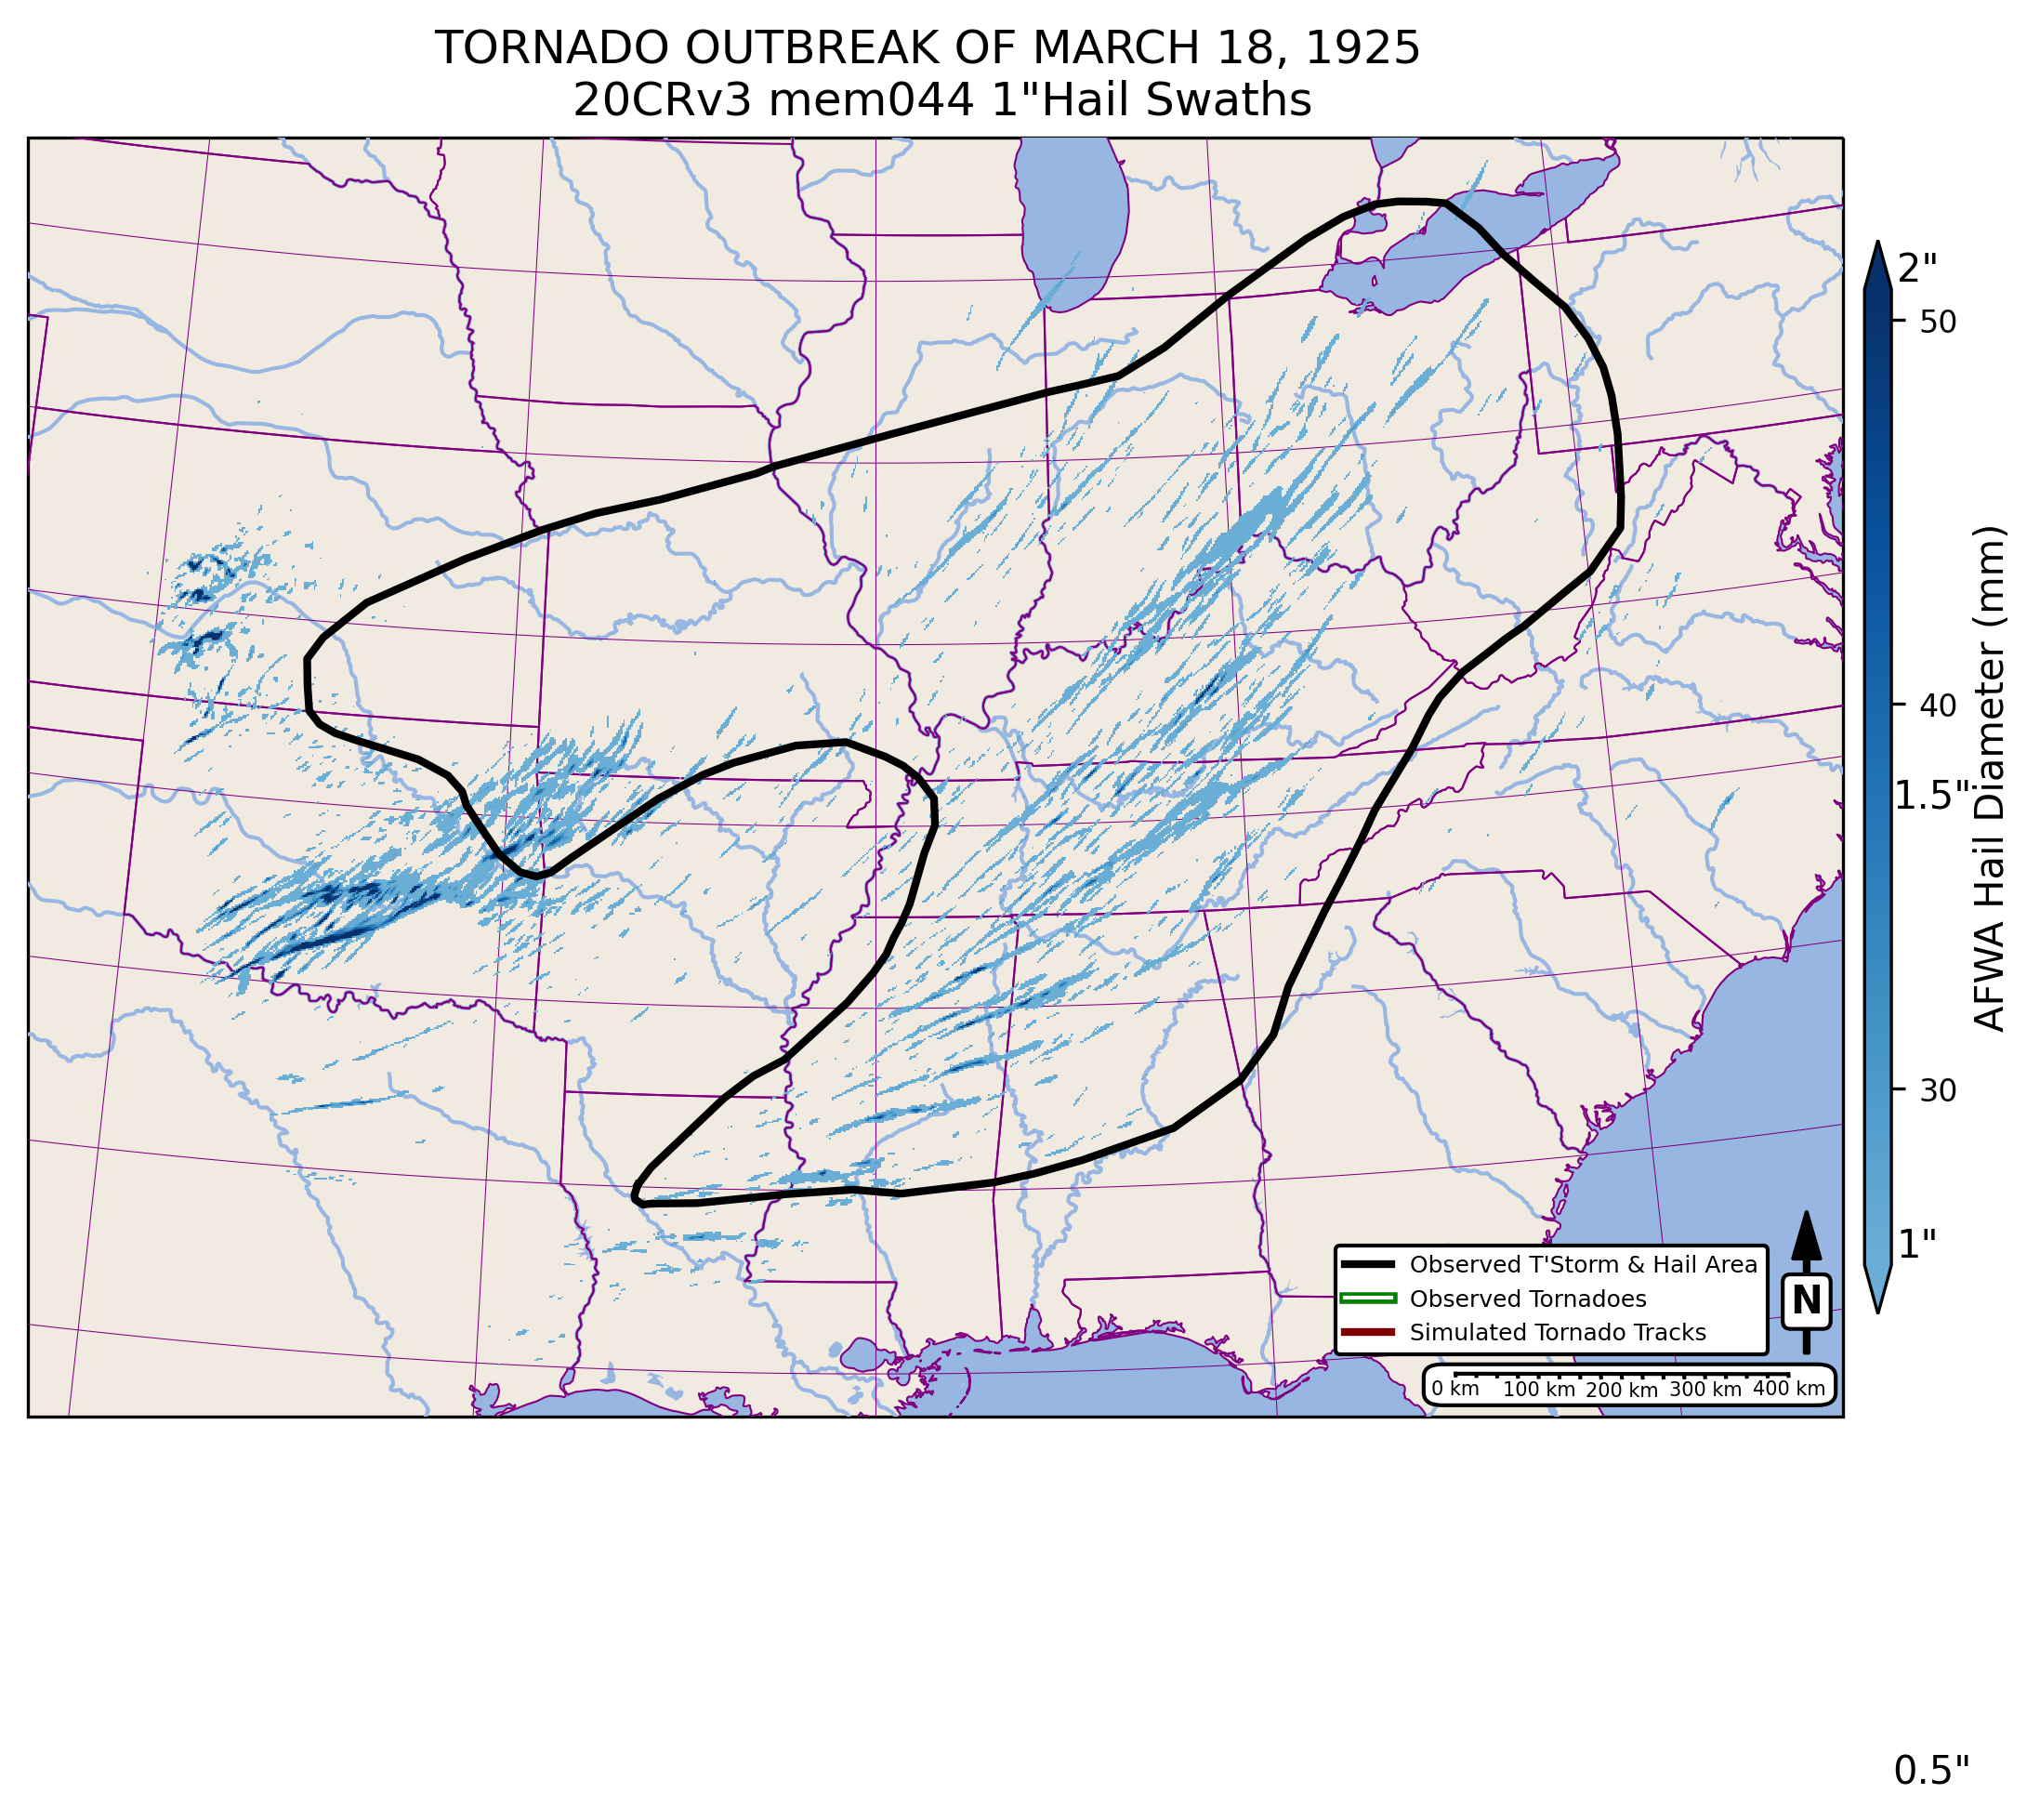 TORNADO OUTBREAK OF MARCH 18, 1925
20CRv3 mem044 1"Hail Swaths
2"
50
40
1.5"
30
1"
AFWA Hail Diameter (mm)
Observed T'Storm & Hail Area
Observed Tornadoes
Simulated Tornado Tracks
N
0 km 100 km 200 km 300 km 400 km
0.5"